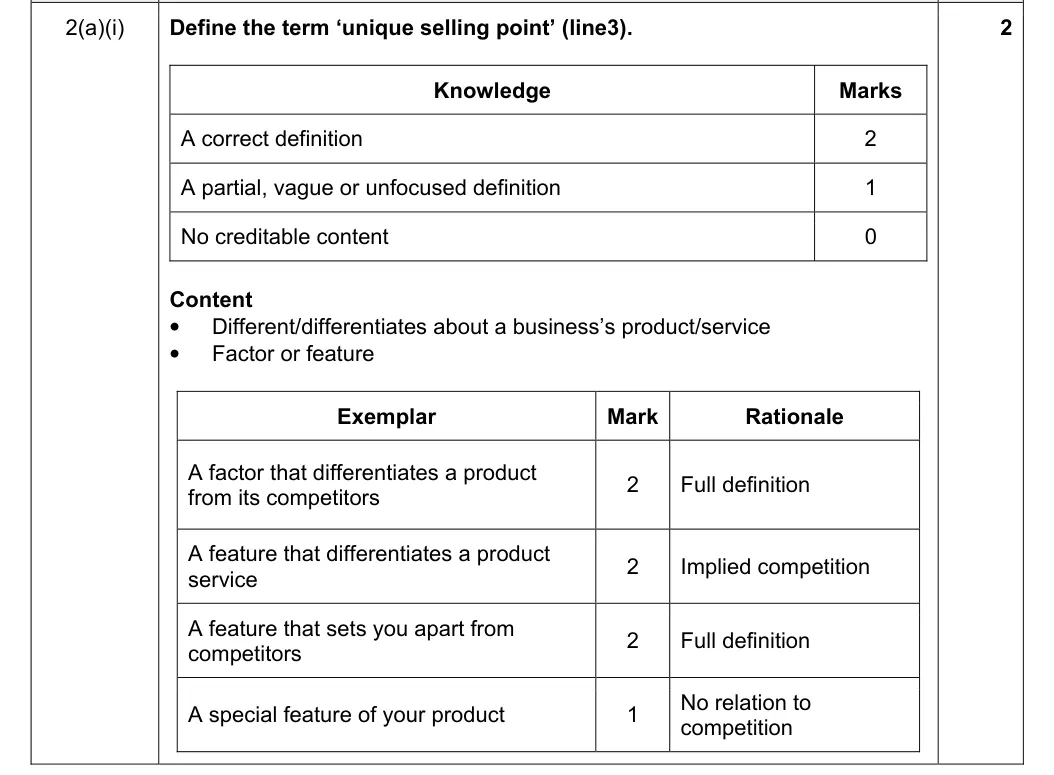 2(a)(i) Define the term ‘unique selling point’ (line3). 2
Knowledge Marks
A correct definition 2
A partial, vague or unfocused definition 1
No creditable content 0
Content
• Different/differentiates about a business’s product/service
• Factor or feature
Exemplar Mark Rationale
A factor that differentiates a product
from its competitors
2
Full definition
A feature that differentiates a product
service
2
Implied competition
A feature that sets you apart from
competitors
2
Full definition
A special feature of your product
1
No relation to
competition